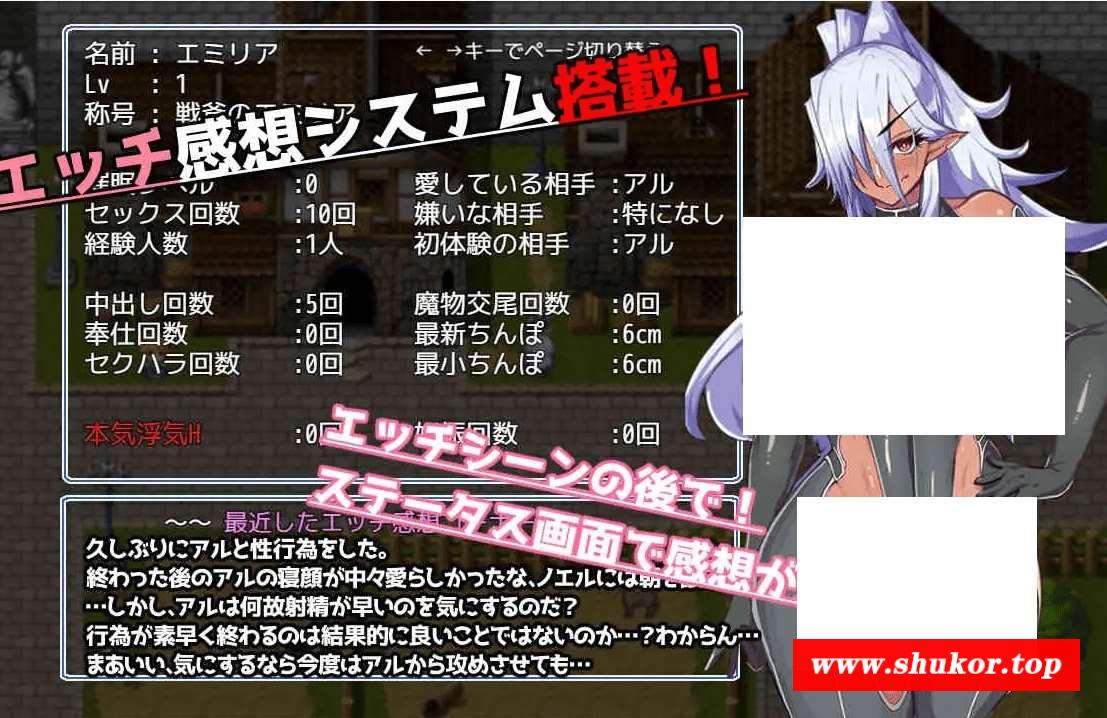 名前 : エミリア
← →キーでページ切り替え
Lv : 1
称号 : 戦斧のエミリア
エッチ感想システム搭載！
:0 愛している相手 :アル
セックス回数 :10回 嫌いな相手 :特になし
経験人数 :1人 初体験の相手 :アル
中出し回数 :5回 魔物交尾回数 :0回
奉仕回数 :0回 最新ちんぽ :6cm
セクハラ回数 :0回 最小ちんぽ :6cm
本気浮気H :0回 回数 :0回
エッチシーンの後で！
ステータス画面で感想が
～～ 最近したエッチ感想
久しぶりにアルと性行為をした。
終わった後のアルの寝顔が中々愛らしかったな、ノエルには
…しかし、アルは何故射精が早いのを気にするのだ？
行為が素早く終わるのは結果的に良いことではないのか…？わからん…
まあいい、気にするなら今度はアルから攻めさせても…
www.shukor.top